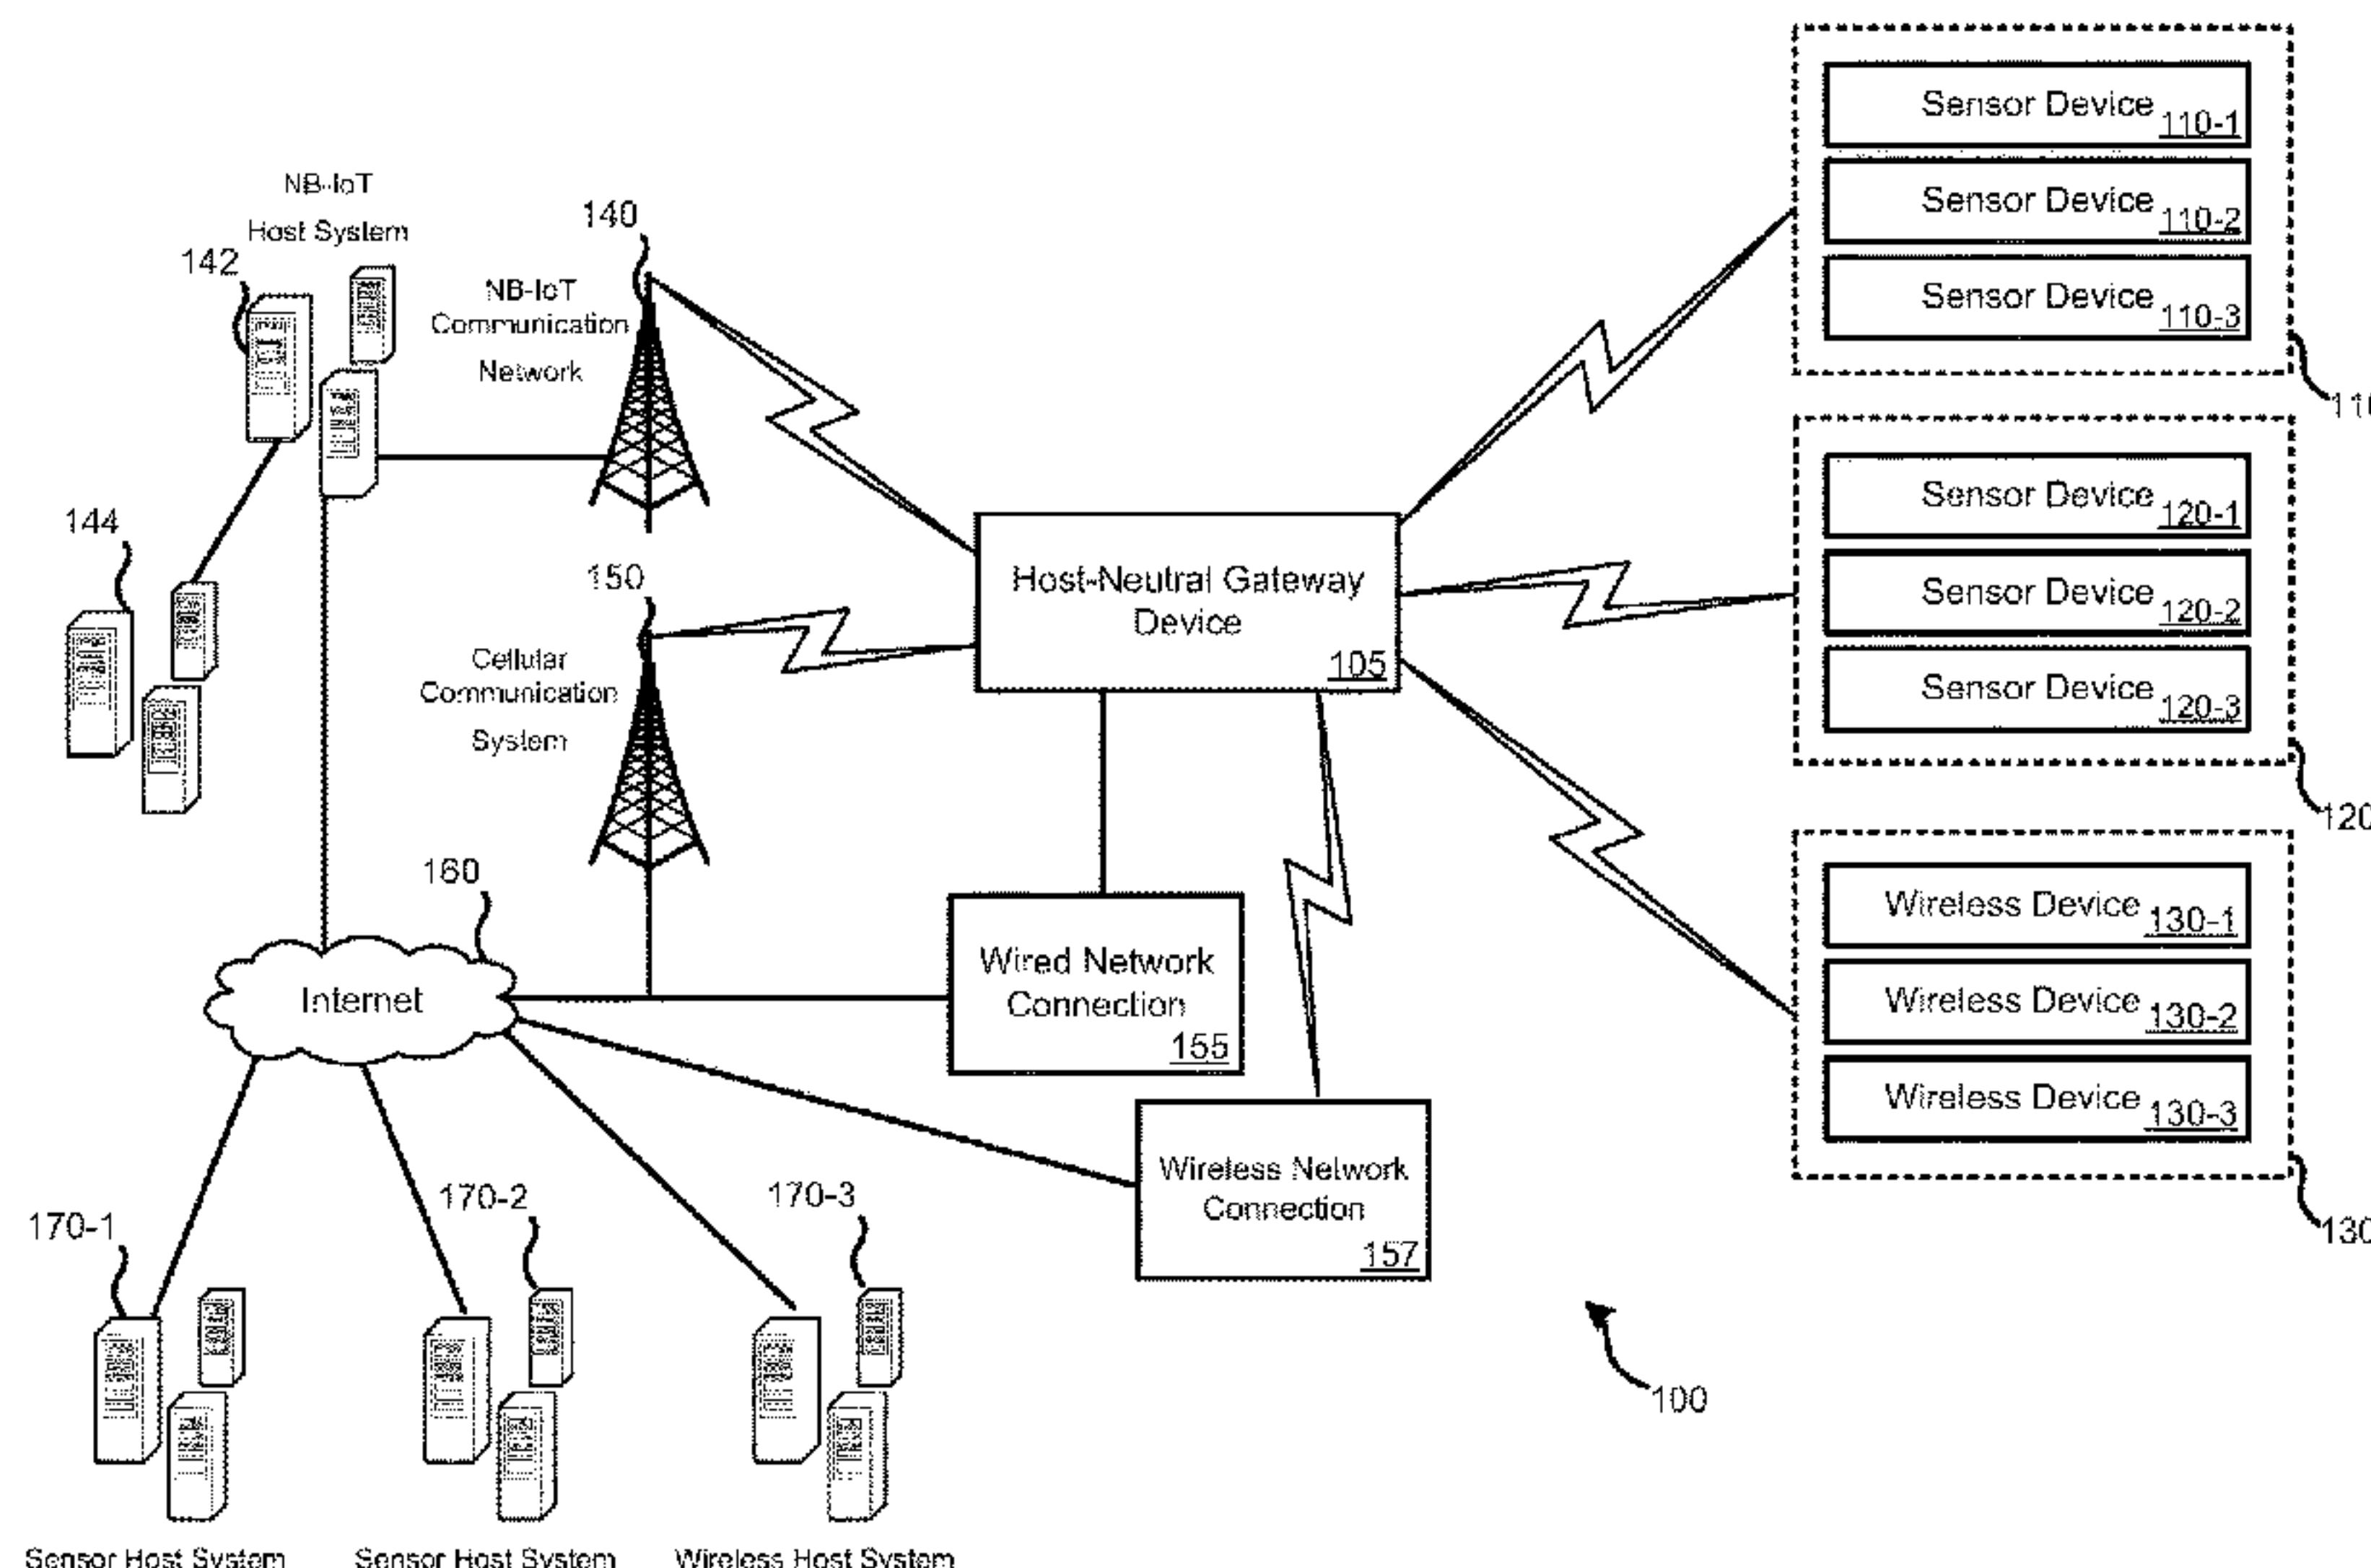 Sensor Device 110-1
Sensor Device 110-2
Sensor Device 110-3
110
NB-IoT
Host System
142
140
NB-IoT
Communication
Network
144
150
Cellular
Communication
System
Host-Neutral Gateway
Device
105
Sensor Device 120-1
Sensor Device 120-2
Sensor Device 120-3
120
Wireless Device 130-1
Wireless Device 130-2
Wireless Device 130-3
130
160
Internet
Wired Network
Connection
155
Wireless Network
Connection
157
170-1
170-2
170-3
100
Sensor Host System
Sensor Host System
Wireless Host System